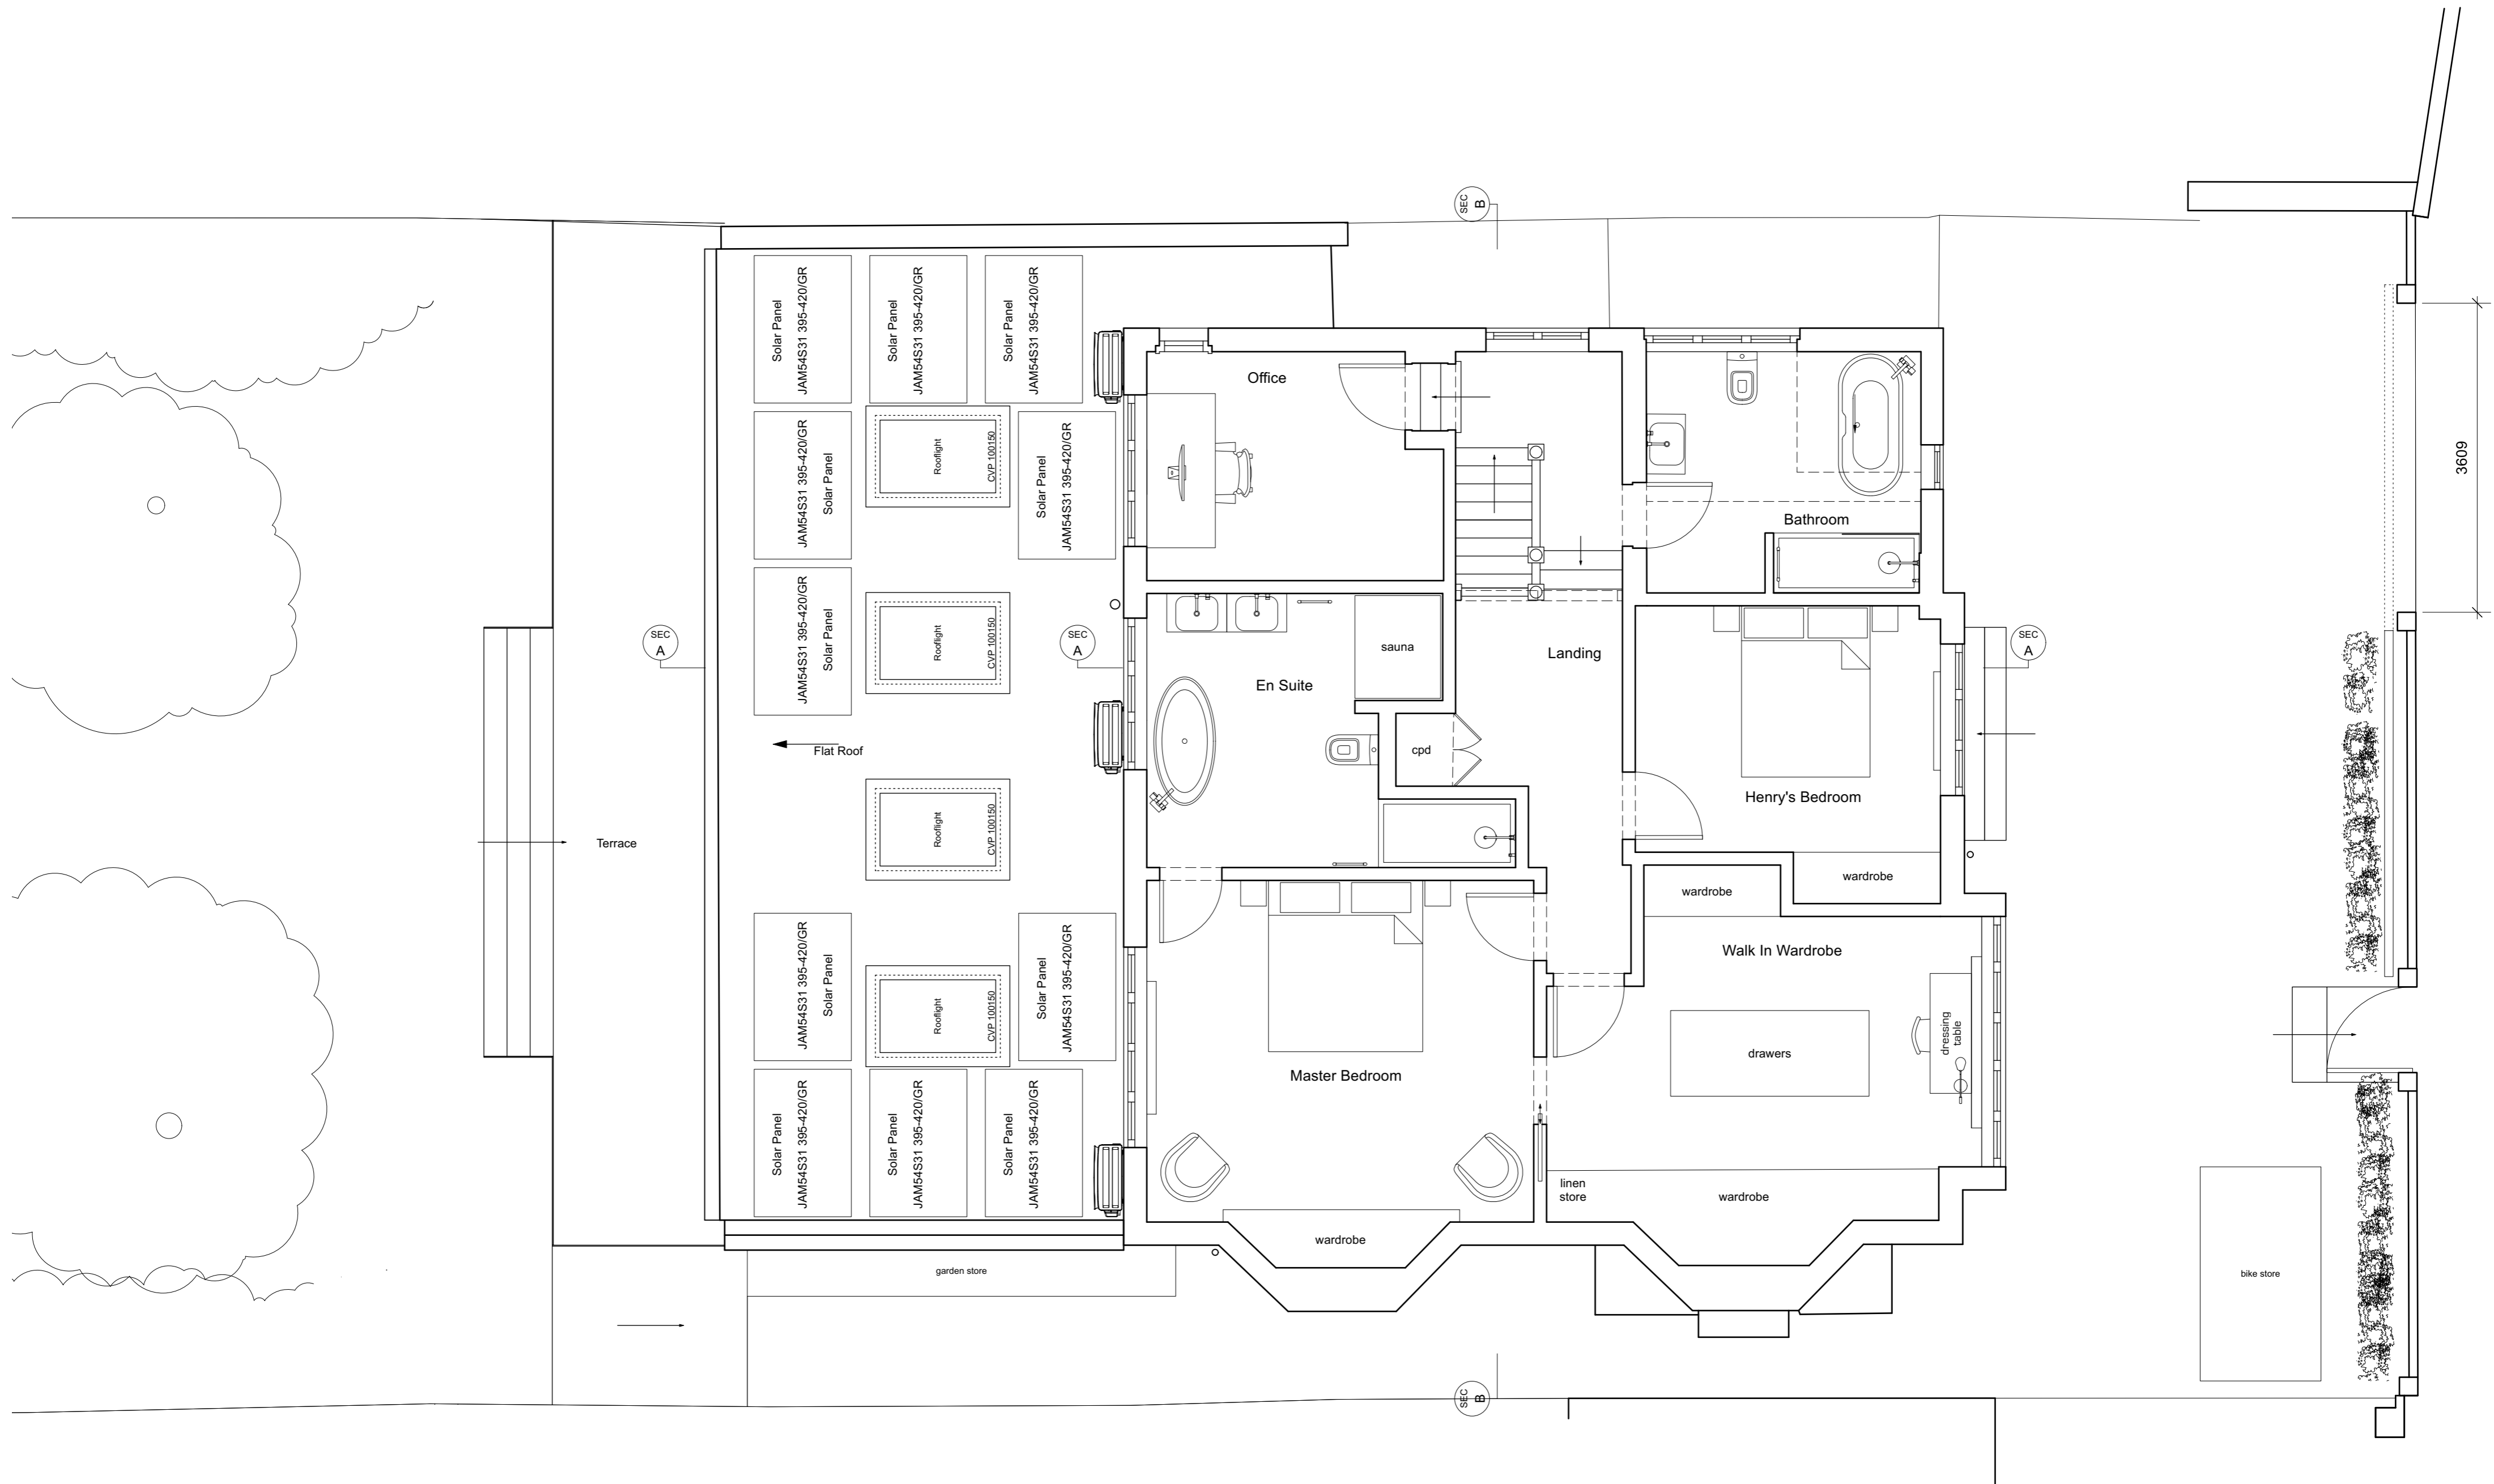 SEC
B
Solar Panel
JAM54S31 395-420/GR
Solar Panel
JAM54S31 395-420/GR
Solar Panel
JAM54S31 395-420/GR
Office
JAM54S31 395-420/GR
Solar Panel
Rooflight
CVP 100150
Solar Panel
JAM54S31 395-420/GR
3609
Bathroom
JAM54S31 395-420/GR
Solar Panel
Rooflight
CVP 100150
SEC
A
SEC
A
sauna
Landing
SEC
A
En Suite
Flat Roof
cpd
Henry's Bedroom
Terrace
Rooflight
CVP 100150
wardrobe
wardrobe
JAM54S31 395-420/GR
Solar Panel
Rooflight
CVP 100150
Solar Panel
JAM54S31 395-420/GR
Walk In Wardrobe
drawers
dressing
table
Master Bedroom
Solar Panel
JAM54S31 395-420/GR
Solar Panel
JAM54S31 395-420/GR
Solar Panel
JAM54S31 395-420/GR
linen
store
wardrobe
wardrobe
garden store
bike store
SEC
B